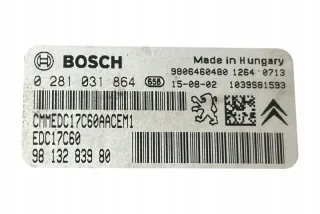 BOSCH
Made in Hungary
9806460480 1264 0713
0 281 031 864 658 15-08-02 1039S81593
CMMEDC17C60AACEM1
EDC17C60
98 132 839 80